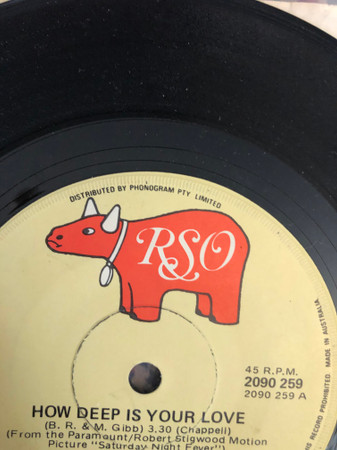 DISTRIBUTED BY PHONOGRAM PTY LIMITED
RSO
45 R.P.M.
2090 259
2090 259 A
HOW DEEP IS YOUR LOVE
(B. R. & M. Gibb) 3.30 (Chappell)
(From the Paramount/Robert Stigwood Motion
Picture "Saturday Night Fever")
IS RECORD PROHIBITED MADE IN AUSTRALIA